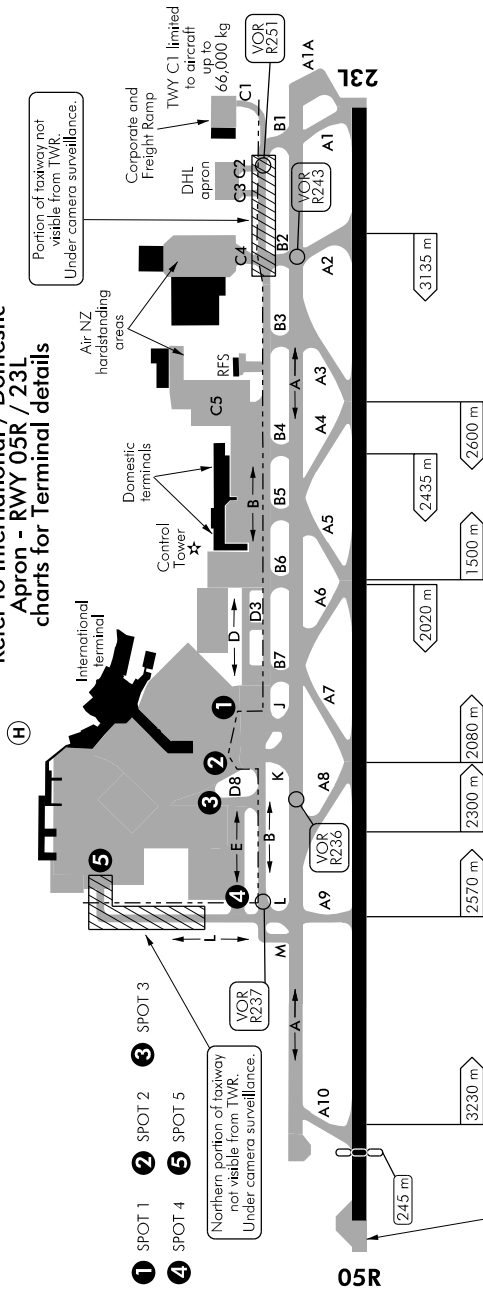 Refer to International / Domestic
Apron - RWY 05R / 23L
charts for Terminal details
H
1 SPOT 1
2 SPOT 2
3 SPOT 3
4 SPOT 4
5 SPOT 5
Northern portion of taxiway
not visible from TWR.
Under camera surveillance.
Portion of taxiway not
visible from TWR.
Under camera surveillance.
International
terminal
Control
Tower
Domestic
terminals
Air NZ
hardstanding
areas
RFS
DHL
apron
Corporate and
Freight Ramp
TWY C1 limited
to aircraft
up to
66,000 kg
VOR
R251
VOR
R243
VOR
R236
VOR
R237
5
4
3
2
1
L
E
D8
D
D3
B
B
C5
C4
C3
C2
C1
M
L
K
J
B7
B6
B5
B4
B3
B2
B1
A
A
A10
A9
A8
A7
A6
A5
A4
A3
A2
A1
A1A
05R
23L
245 m
3230 m
2570 m
2300 m
2080 m
2020 m
1500 m
2435 m
2600 m
3135 m